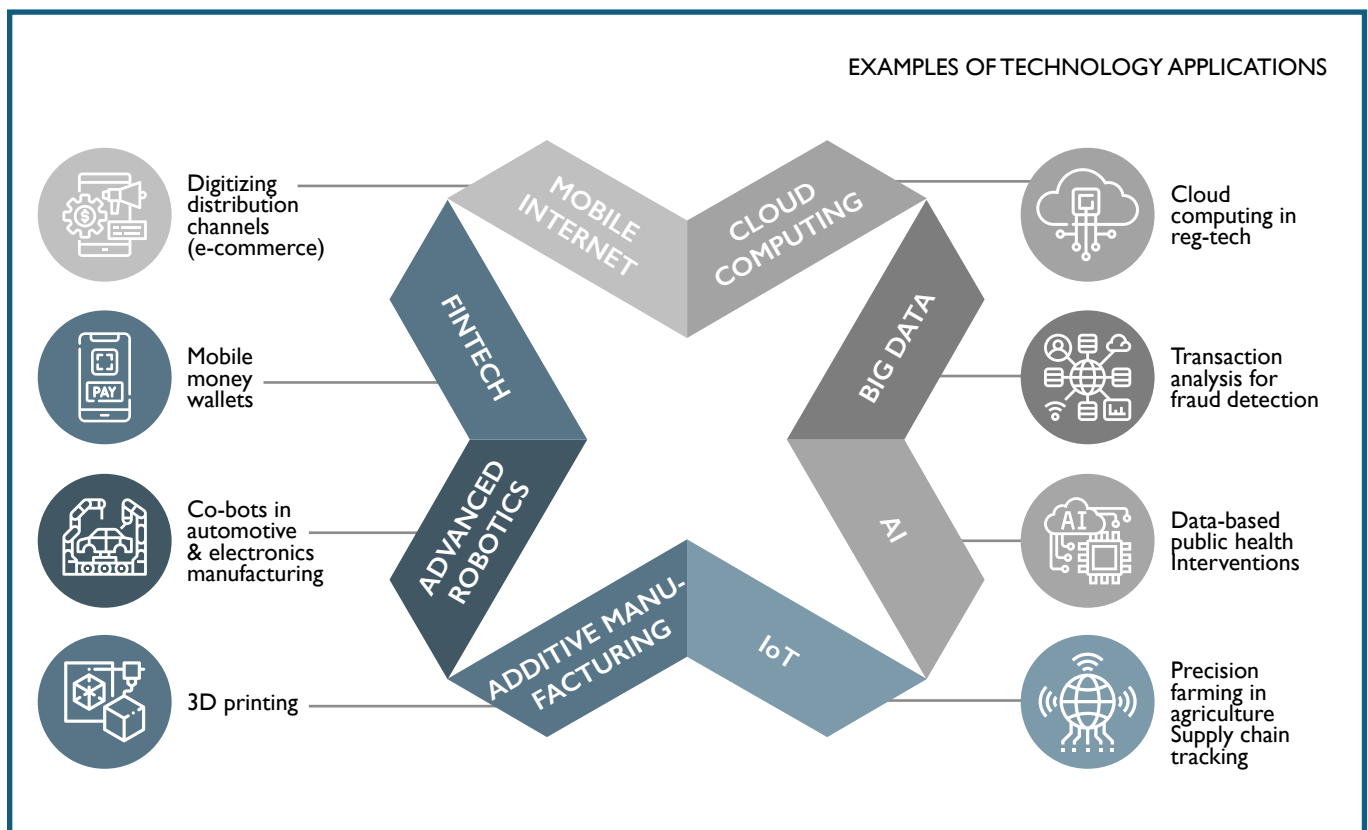 EXAMPLES OF TECHNOLOGY APPLICATIONS
Digitizing
distribution
channels
(e-commerce)
MOBILE
INTERNET
CLOUD
COMPUTING
Cloud
computing in
reg-tech
$
Mobile
money
wallets
PAY
FINTECH
BIG DATA
Transaction
analysis for
fraud detection
Co-bots in
automotive
& electronics
manufacturing
ADVANCED
ROBOTICS
AI
AI
Data-based
public health
Interventions
3D printing
ADDITIVE MANU-
FACTURING
IoT
Precision
farming in
agriculture
Supply chain
tracking